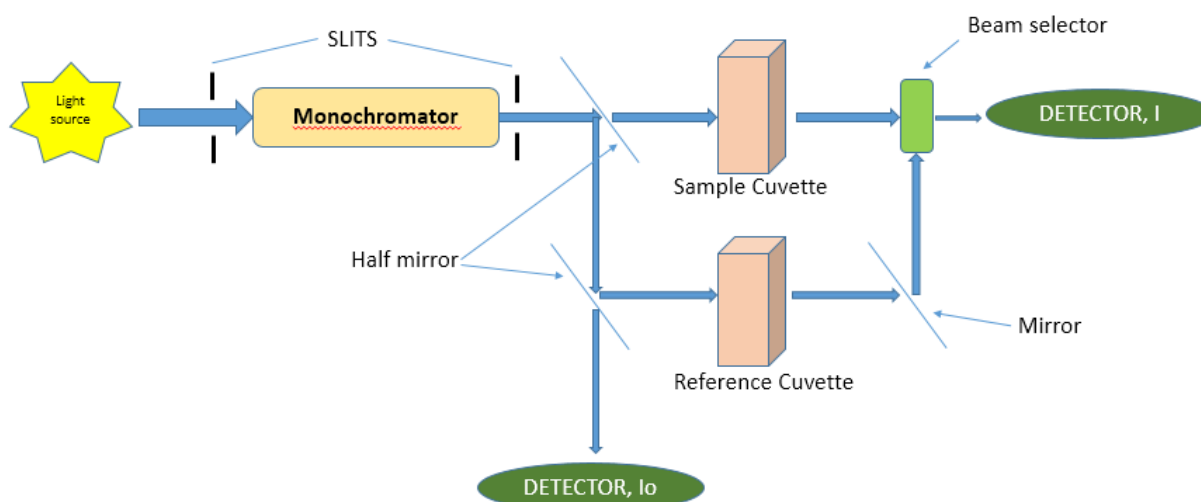 SLITS
Beam selector
Light
source
Monochromator
DETECTOR, I
Sample Cuvette
Half mirror
Mirror
Reference Cuvette
DETECTOR, Io